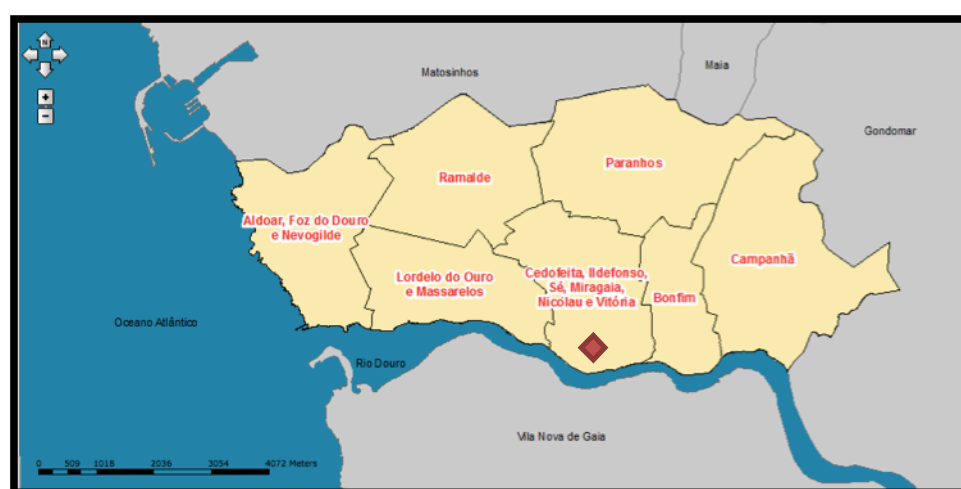 N
+
−
Matosinhos
Maia
Gondomar
Paranhos
Ramalde
Aldoar, Foz do Douro
e Nevogilde
Campanhã
Lordelo do Ouro
e Massarelos
Cedofeita, Ildefonso,
Sé, Miragaia,
Nicolau e Vitória
Bonfim
Oceano Atlântico
Rio Douro
Vila Nova de Gaia
0 509 1018 2036 3054 4072 Meters